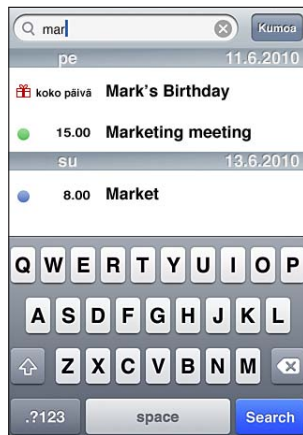 mar Kumoa
pe 11.6.2010
koko päivä Mark's Birthday
15.00 Marketing meeting
su 13.6.2010
8.00 Market
Q W E R T Y U I O P
A S D F G H J K L
Z X C V B N M
.?123 space Search